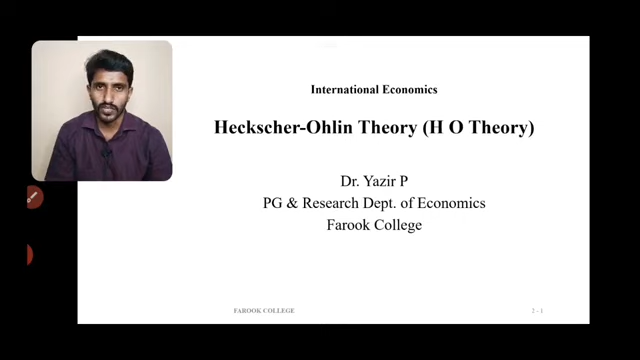 International Economics
Heckscher-Ohlin Theory (H O Theory)
Dr. Yazir P
PG & Research Dept. of Economics
Farook College
FAROOK COLLEGE
2 - 1